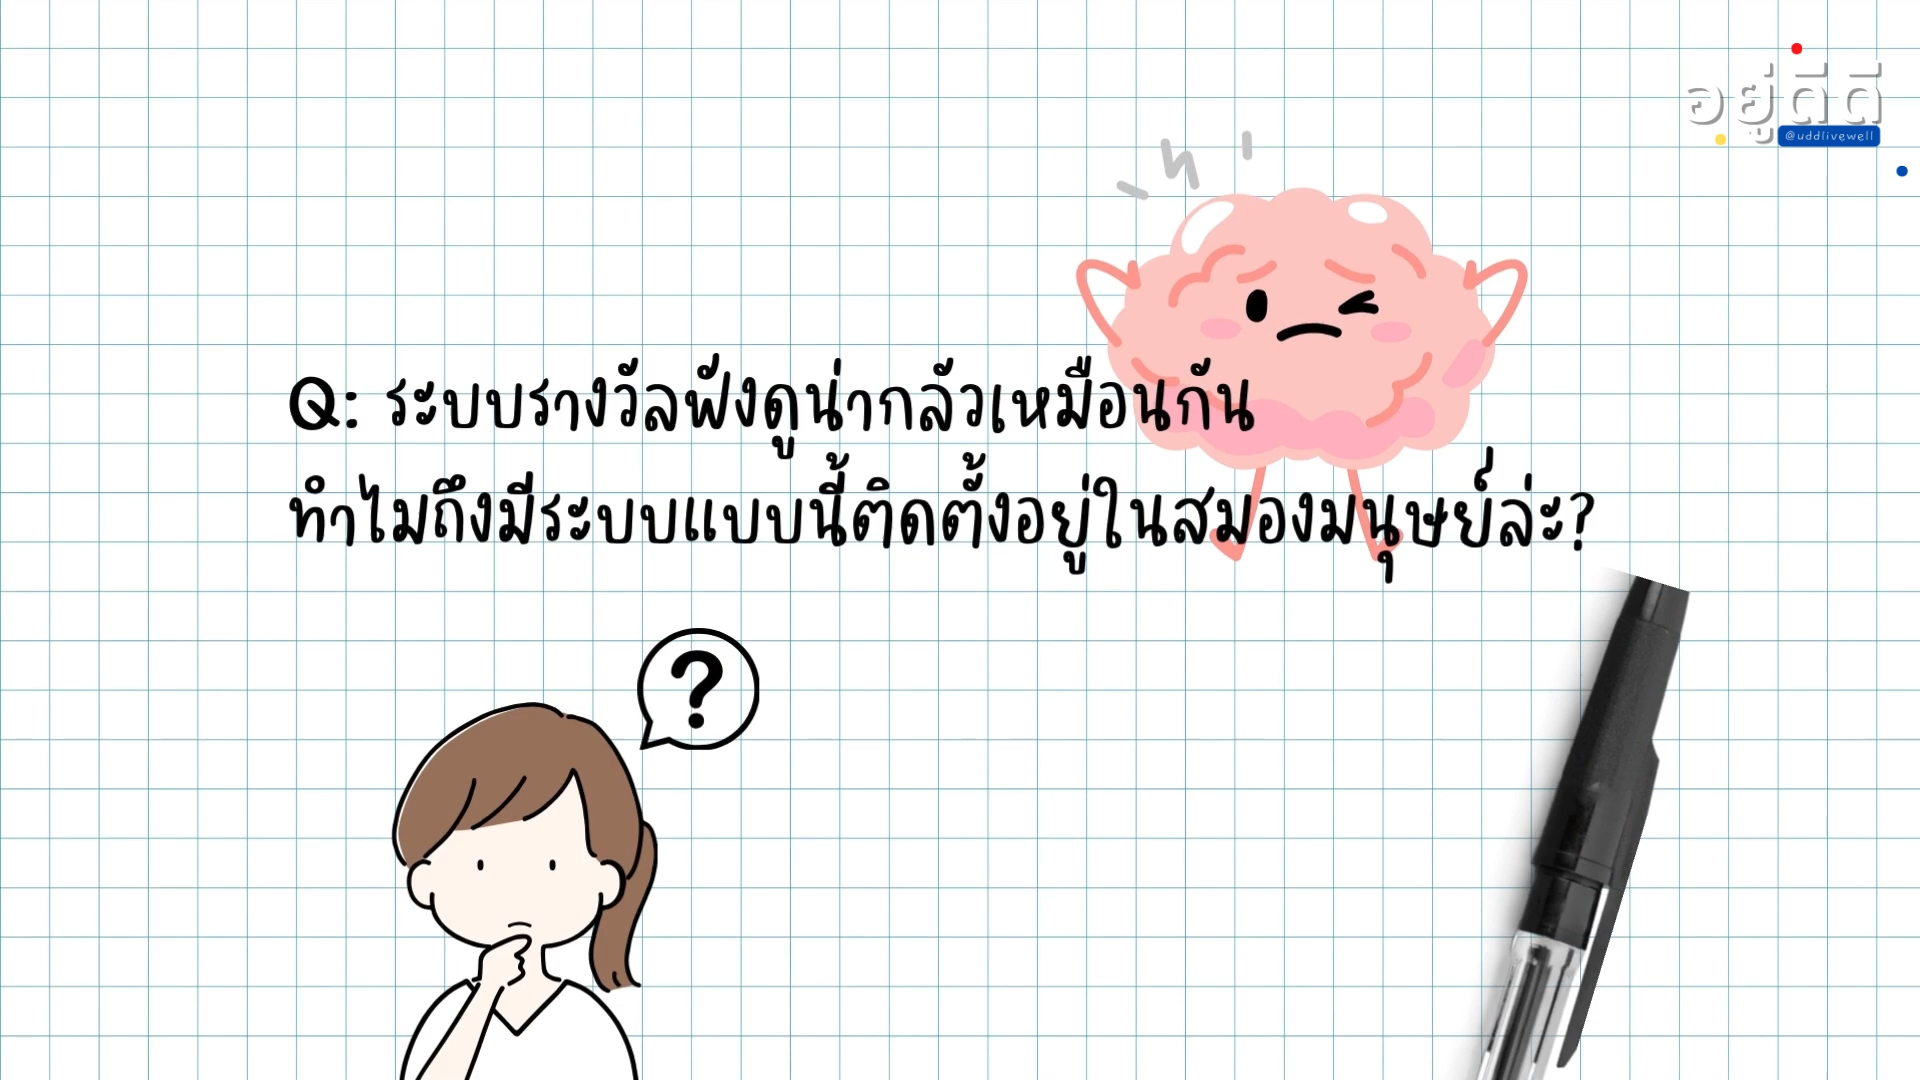 อยู่ดีดี
@uddlivewell
Q: ระบบรางวัลฟังดูน่ากลัวเหมือนกัน
ทำไมถึงมีระบบแบบนี้ติดตั้งอยู่ในสมองมนุษย์ล่ะ?
?